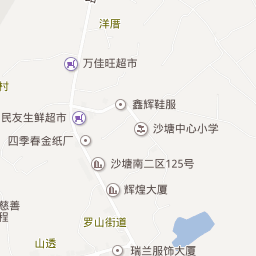 洋厝
万佳旺超市
村
鑫辉鞋服
民友生鲜超市
沙塘中心小学
四季春金纸厂
沙塘南二区125号
辉煌大厦
慈善
程
罗山街道
山透
瑞兰服饰大厦